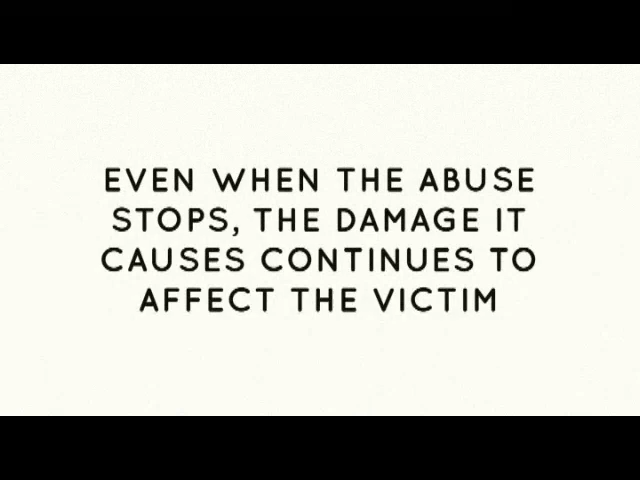 EVEN WHEN THE ABUSE
STOPS, THE DAMAGE IT
CAUSES CONTINUES TO
AFFECT THE VICTIM